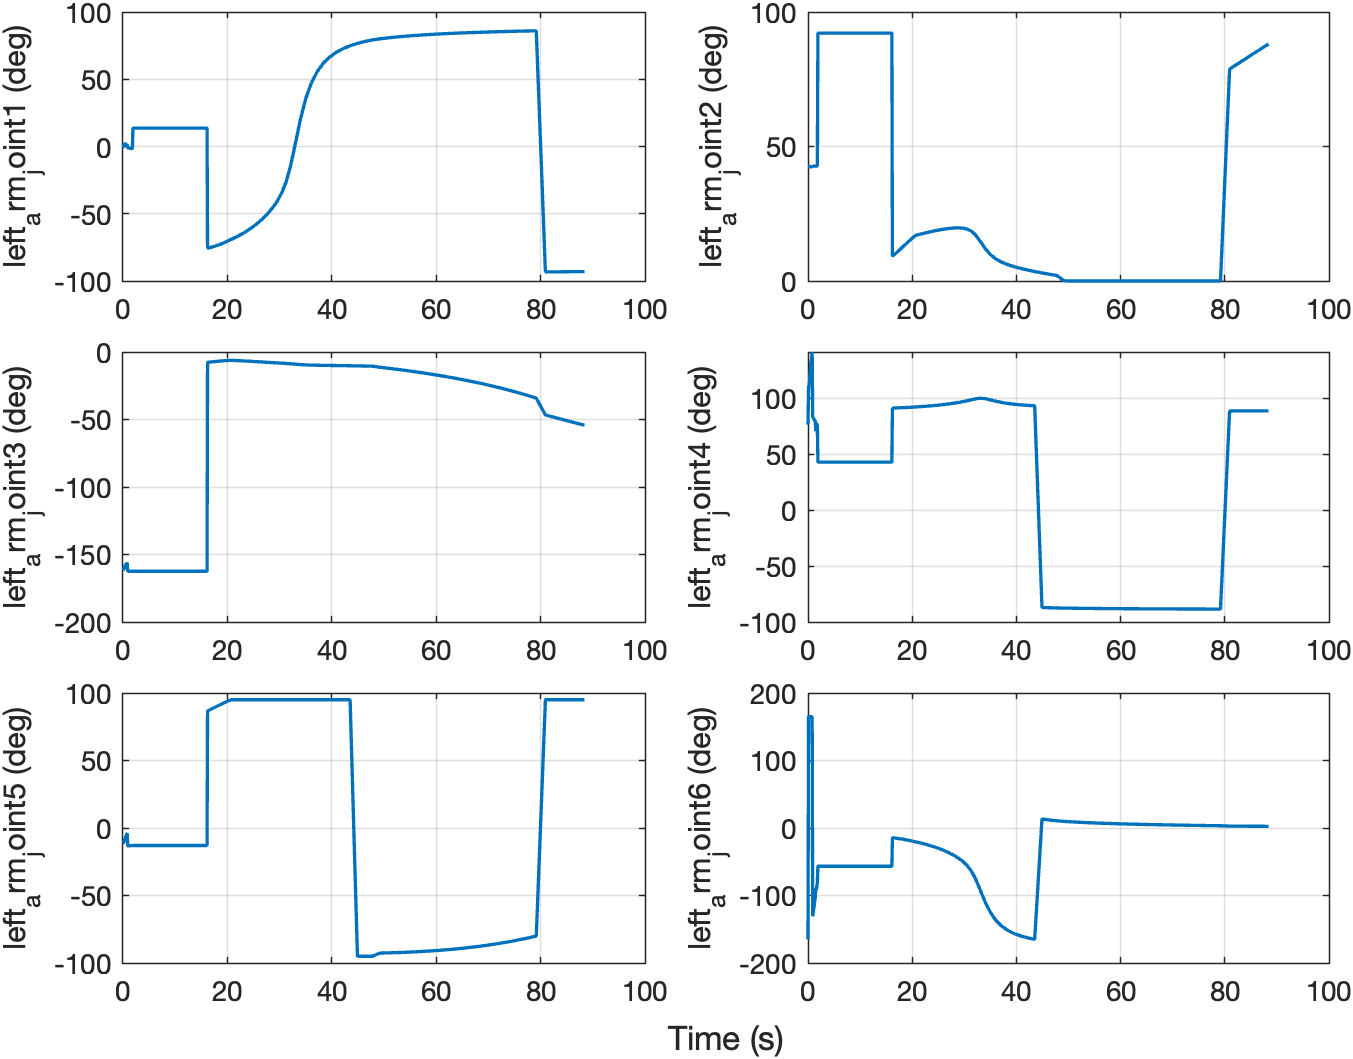 left_arm_joint1 (deg)
100
50
0
-50
-100
0 20 40 60 80 100
left_arm_joint2 (deg)
100
50
0
0 20 40 60 80 100
left_arm_joint3 (deg)
0
-50
-100
-150
-200
0 20 40 60 80 100
left_arm_joint4 (deg)
100
50
0
-50
-100
0 20 40 60 80 100
left_arm_joint5 (deg)
100
50
0
-50
-100
0 20 40 60 80 100
left_arm_joint6 (deg)
200
100
0
-100
-200
0 20 40 60 80 100
Time (s)